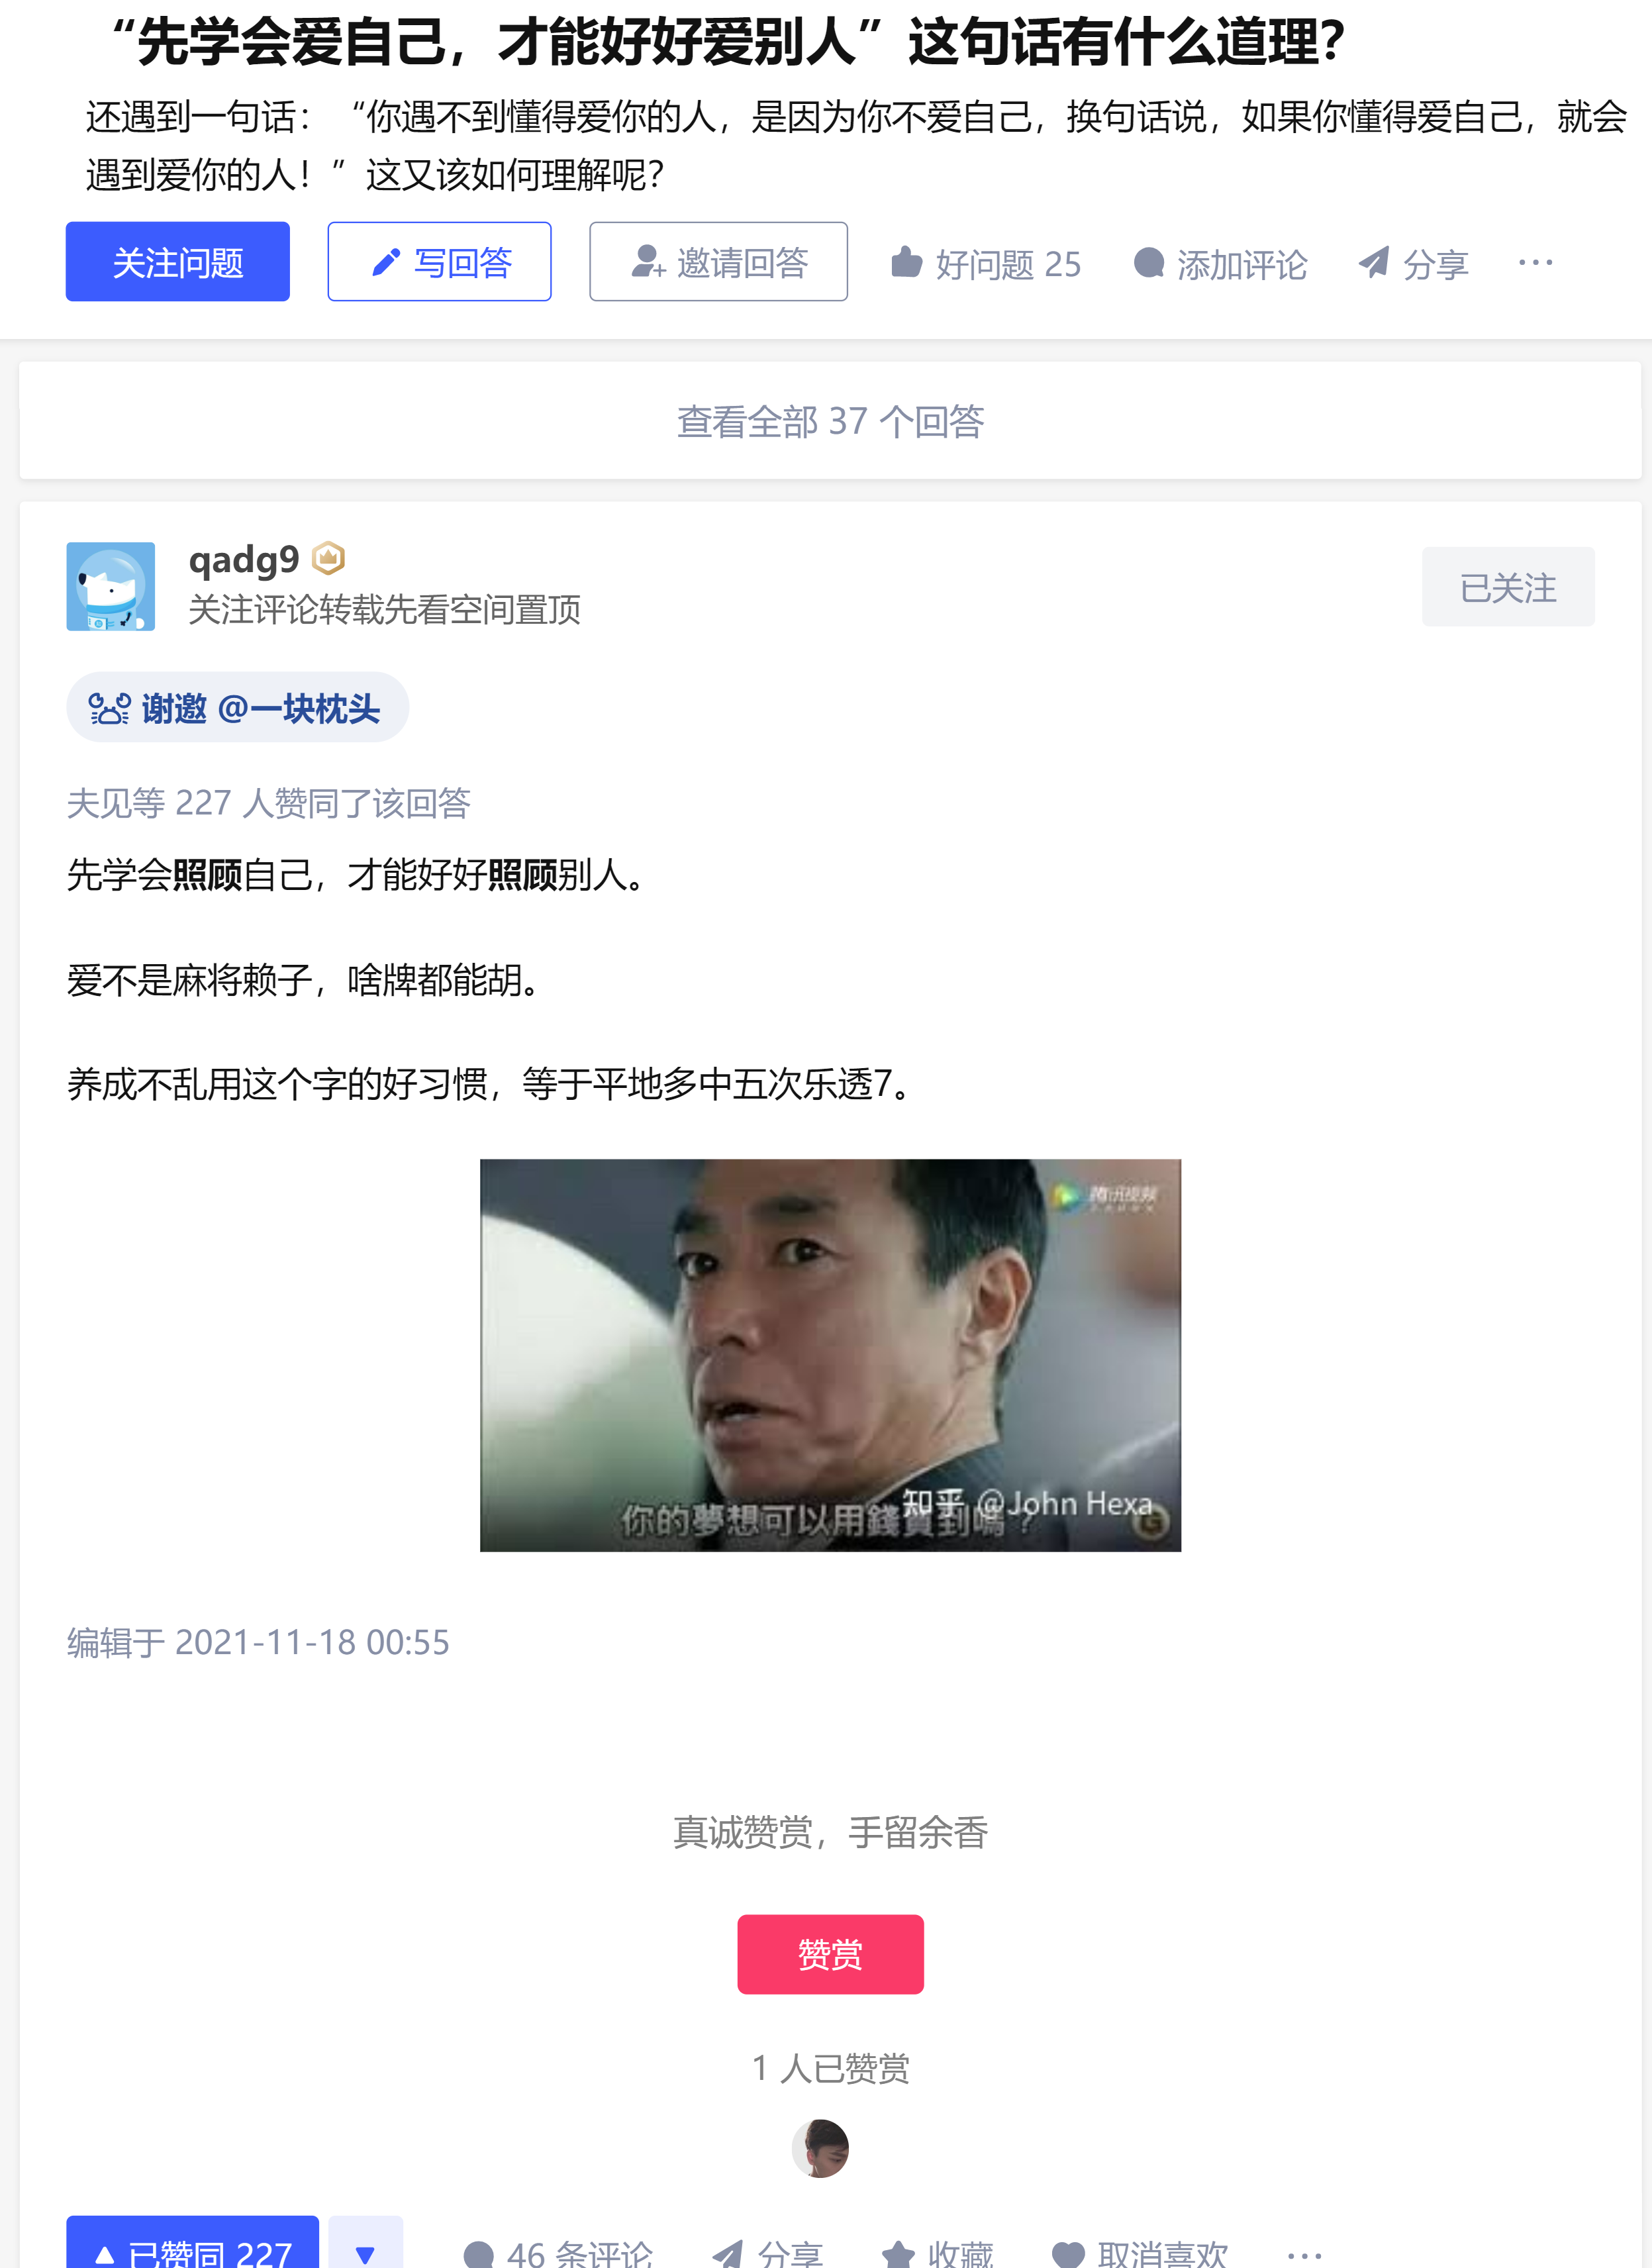 “先学会爱自己，才能好好爱别人”这句话有什么道理？
还遇到一句话：“你遇不到懂得爱你的人，是因为你不爱自己，换句话说，如果你懂得爱自己，就会
遇到爱你的人！”这又该如何理解呢？
关注问题 写回答 邀请回答 好问题 25 添加评论 分享 ···
查看全部 37 个回答
qadg9
关注评论转载先看空间置顶
已关注
谢邀 @一块枕头
夫见等 227 人赞同了该回答
先学会照顾自己，才能好好照顾别人。
爱不是麻将赖子，啥牌都能胡。
养成不乱用这个字的好习惯，等于平地多中五次乐透7。
腾讯视频
知乎 @John Hexa
你的夢想可以用錢買到嗎？
编辑于 2021-11-18 00:55
真诚赞赏，手留余香
赞赏
1 人已赞赏
已赞同 227 46 条评论 分享 收藏 取消喜欢 ···